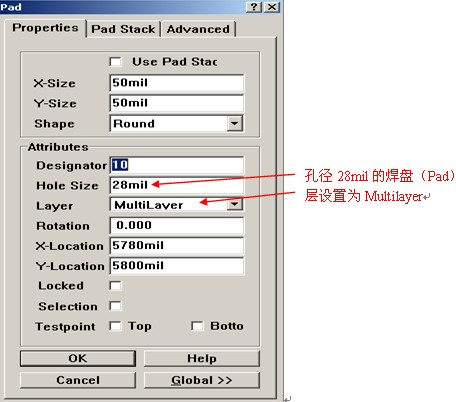 Pad
Properties Pad Stack Advanced
Use Pad Stac
X-Size 50mil
Y-Size 50mil
Shape Round
Attributes
Designator 10
Hole Size 28mil
Layer MultiLayer
Rotation 0.000
X-Location 5780mil
Y-Location 5800mil
Locked
Selection
Testpoint Top Botto
OK Help
Cancel Global >>
孔径 28mil 的焊盘（Pad）
层设置为 Multilayer